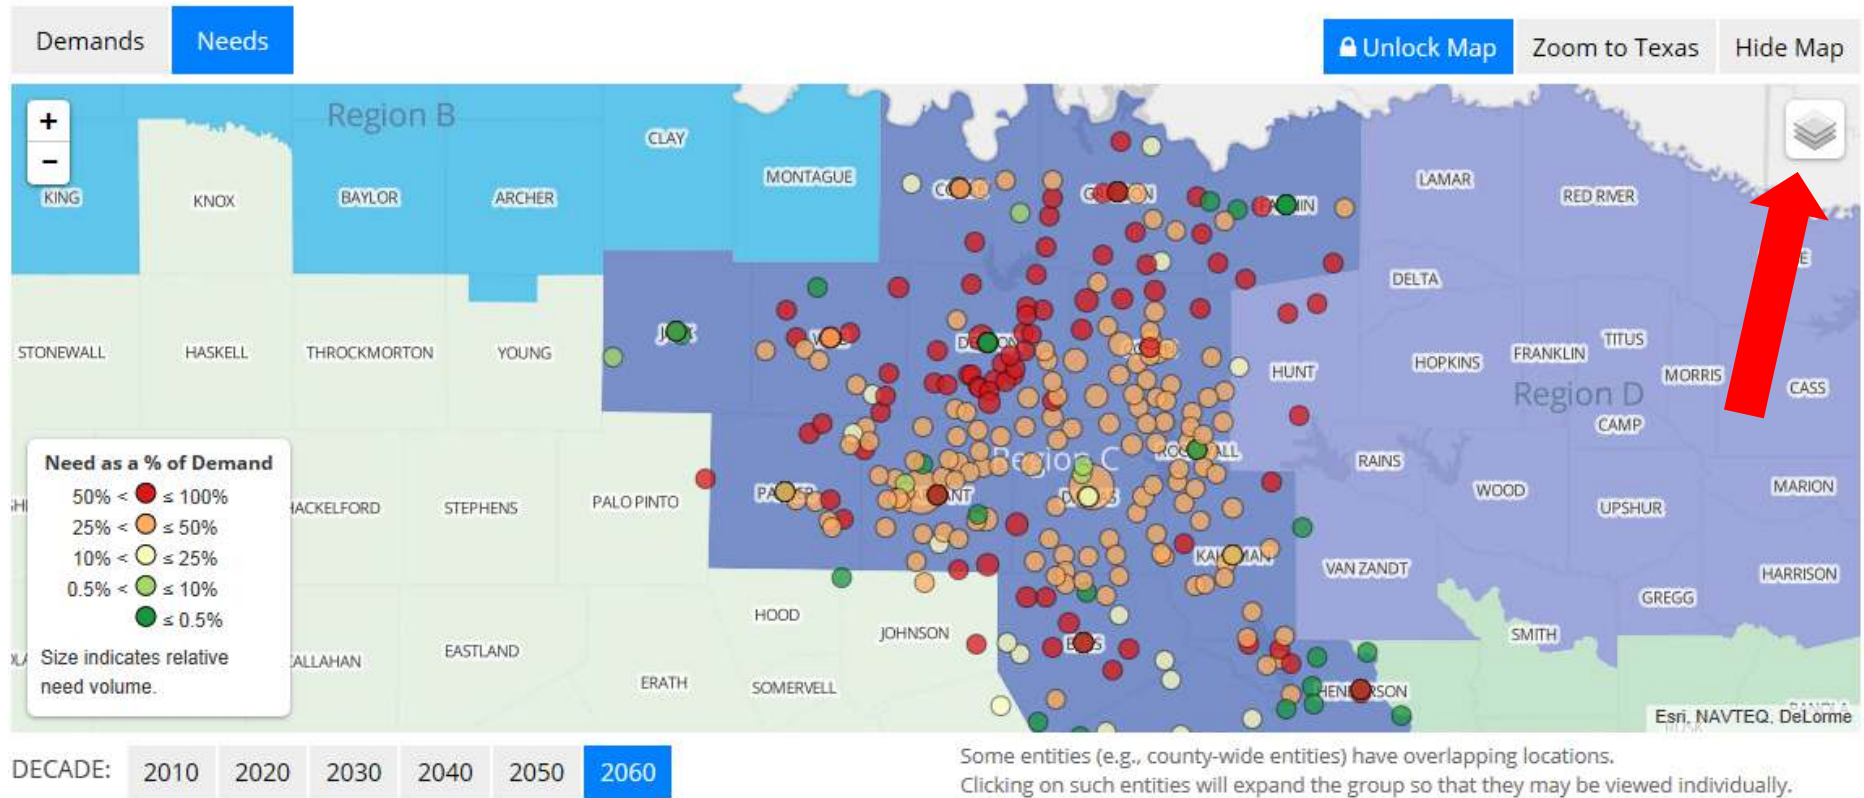 Demands Needs
Unlock Map Zoom to Texas Hide Map
+
−
Region B
CLAY
MONTAGUE
KING
KNOX
BAYLOR
ARCHER
LAMAR
RED RIVER
DELTA
STONEWALL
HASKELL
THROCKMORTON
YOUNG
HUNT
HOPKINS
FRANKLIN
TITUS
MORRIS
CASS
Region D
CAMP
Region C
RAINS
WOOD
UPSHUR
MARION
PALO PINTO
STEPHENS
VAN ZANDT
HARRISON
GREGG
SMITH
HOOD
JOHNSON
EASTLAND
ERATH
SOMERVELL
Need as a % of Demand
50% < ≤ 100%
25% < ≤ 50%
10% < ≤ 25%
0.5% < ≤ 10%
≤ 0.5%
Size indicates relative
need volume.
Esri, NAVTEQ, DeLorme
DECADE: 2010 2020 2030 2040 2050 2060
Some entities (e.g., county-wide entities) have overlapping locations.
Clicking on such entities will expand the group so that they may be viewed individually.